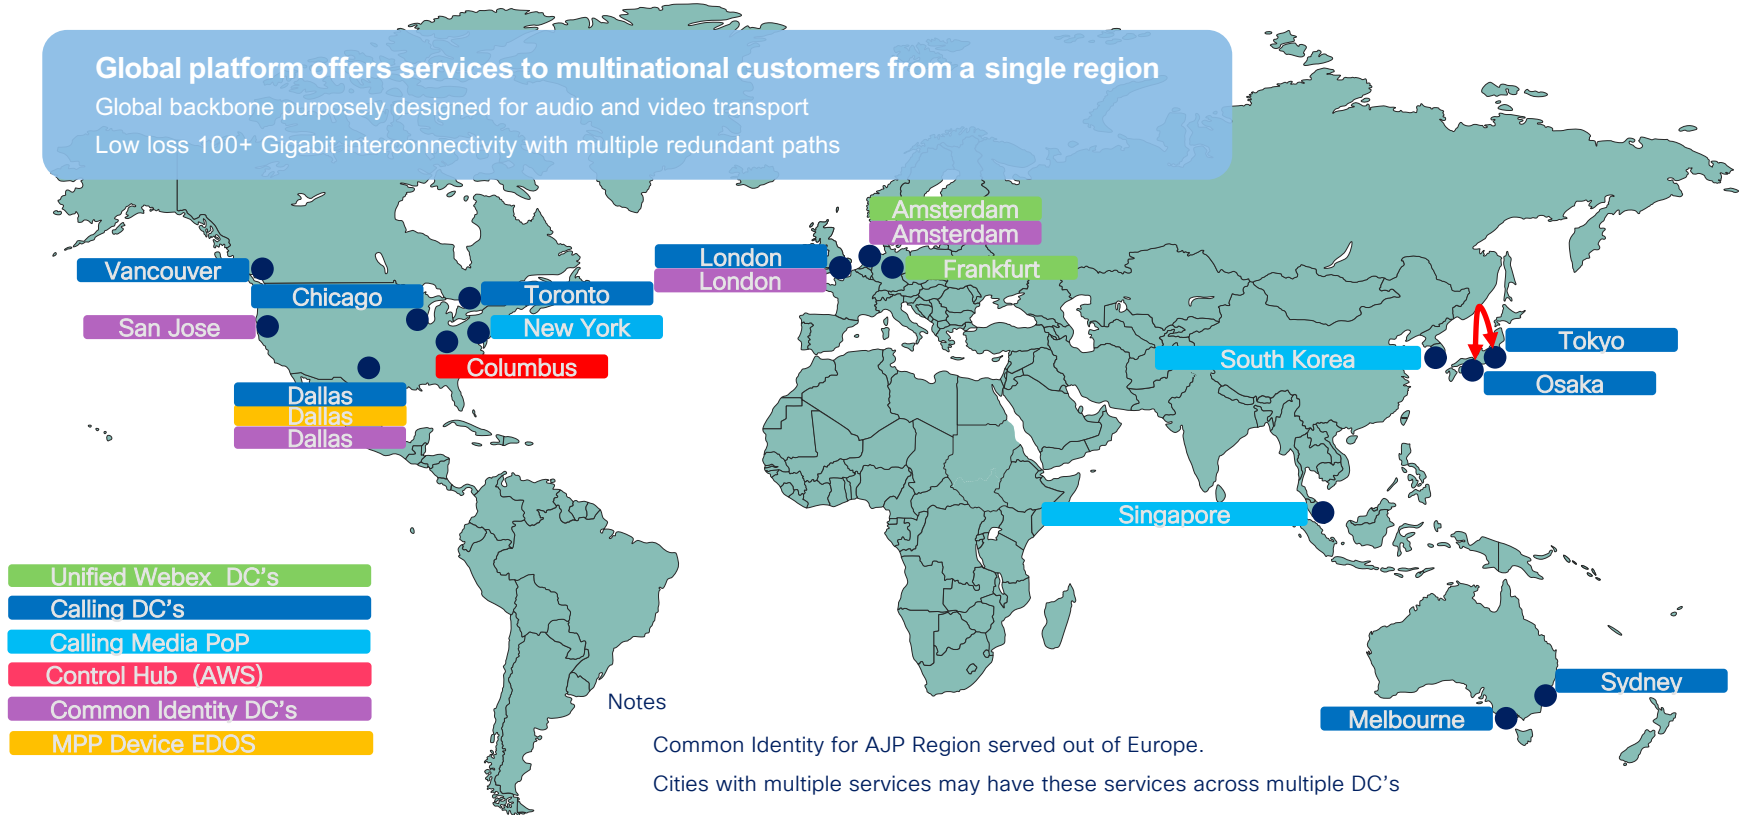 Global platform offers services to multinational customers from a single region
Global backbone purposely designed for audio and video transport
Low loss 100+ Gigabit interconnectivity with multiple redundant paths
Amsterdam
Amsterdam
London
London
Frankfurt
Vancouver
Chicago
Toronto
San Jose
New York
Columbus
Dallas
Dallas
Dallas
South Korea
Tokyo
Osaka
Singapore
Unified Webex DC's
Calling DC's
Calling Media PoP
Control Hub (AWS)
Common Identity DC's
MPP Device EDOS
Sydney
Melbourne
Notes
Common Identity for AJP Region served out of Europe.
Cities with multiple services may have these services across multiple DC's